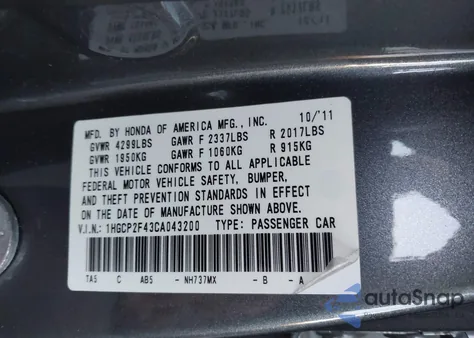 MFD. BY HONDA OF AMERICA MFG., INC. 10/'11
GVWR 4299LBS GAWR F 2337LBS R 2017LBS
GVWR 1950KG GAWR F 1060KG R 915KG
THIS VEHICLE CONFORMS TO ALL APPLICABLE
FEDERAL MOTOR VEHICLE SAFETY, BUMPER,
AND THEFT PREVENTION STANDARDS IN EFFECT
ON THE DATE OF MANUFACTURE SHOWN ABOVE.
V.I.N.: 1HGCP2F43CA043200 TYPE: PASSENGER CAR
TA5 C AB5 - NH737MX - B - A
autoSnap